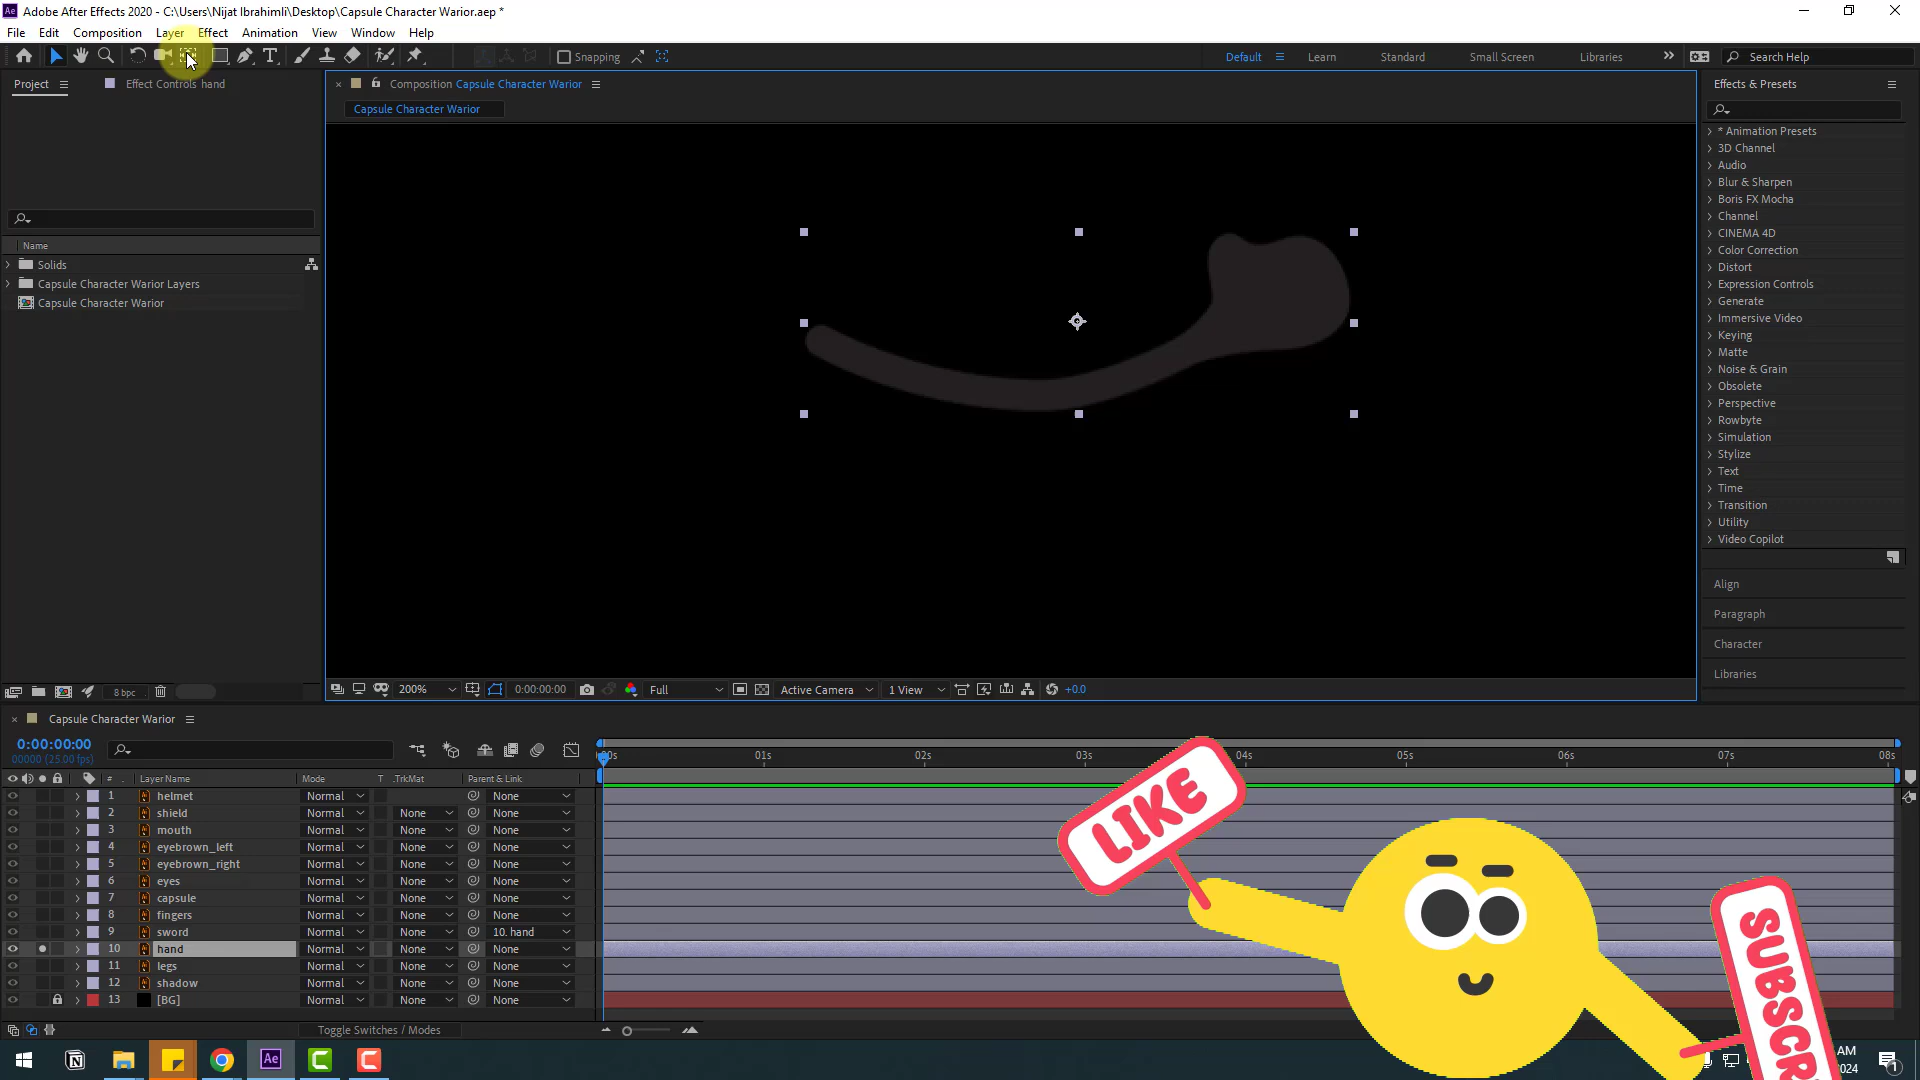 Adobe After Effects 2020 - C:\Users\Nijat Ibrahimli\Desktop\Capsule Character Warior.aep *
File Edit Composition Layer Effect Animation View Window Help
Snapping Default Learn Standard Small Screen Libraries Search Help
Project Effect Controls hand
Composition Capsule Character Warior
Capsule Character Warior
Name
Solids
Capsule Character Warior Layers
Capsule Character Warior
Effects & Presets
* Animation Presets
3D Channel
Audio
Blur & Sharpen
Boris FX Mocha
Channel
CINEMA 4D
Color Correction
Distort
Expression Controls
Generate
Immersive Video
Keying
Matte
Noise & Grain
Obsolete
Perspective
Rowbyte
Simulation
Stylize
Text
Time
Transition
Utility
Video Copilot
Align
Paragraph
Character
Libraries
8 bpc
200% 0:00:00:00 Full Active Camera 1 View +0.0
Capsule Character Warior
0:00:00:00
00000 (25.00 fps)
:00s 01s 02s 03s 04s 05s 06s 07s 08s
# Layer Name Mode T .TrkMat Parent & Link
1 helmet Normal None
2 shield Normal None None
3 mouth Normal None None
4 eyebrown_left Normal None None
5 eyebrown_right Normal None None
6 eyes Normal None None
7 capsule Normal None None
8 fingers Normal None None
9 sword Normal None 10. hand
10 hand Normal None None
11 legs Normal None None
12 shadow Normal None None
13 [BG] Normal None None
Toggle Switches / Modes
LIKE
SUBSCR
AM
2024
1